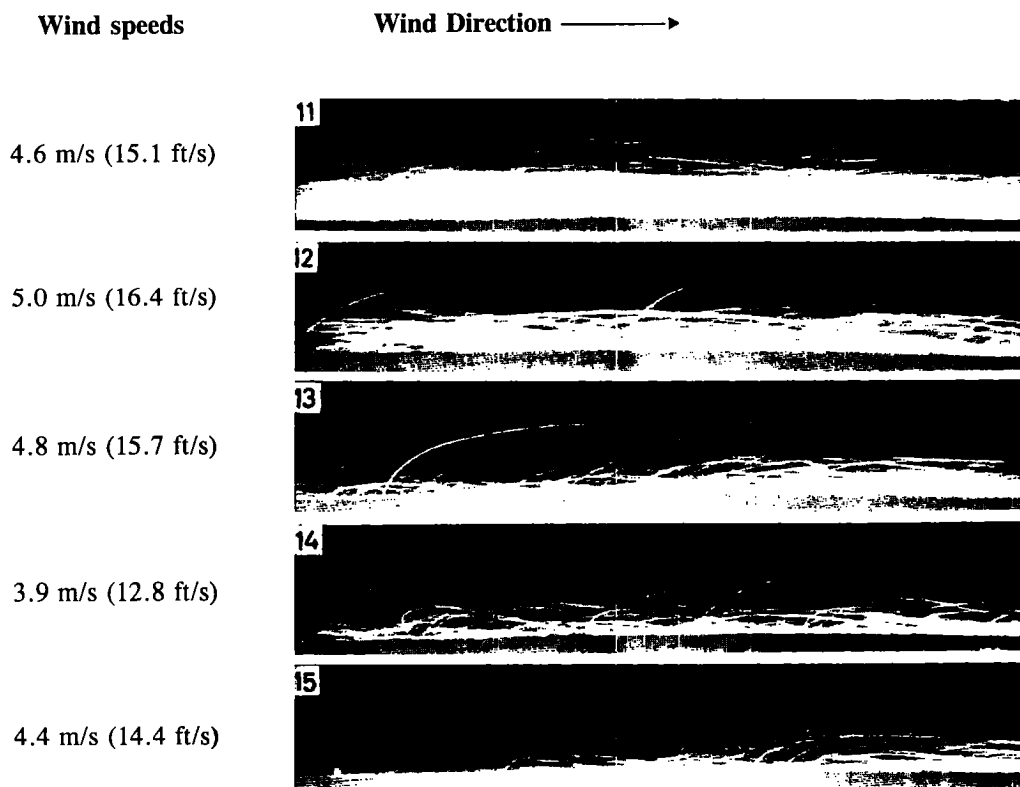 Wind speeds Wind Direction
11
4.6 m/s (15.1 ft/s)
12
5.0 m/s (16.4 ft/s)
13
4.8 m/s (15.7 ft/s)
14
3.9 m/s (12.8 ft/s)
15
4.4 m/s (14.4 ft/s)